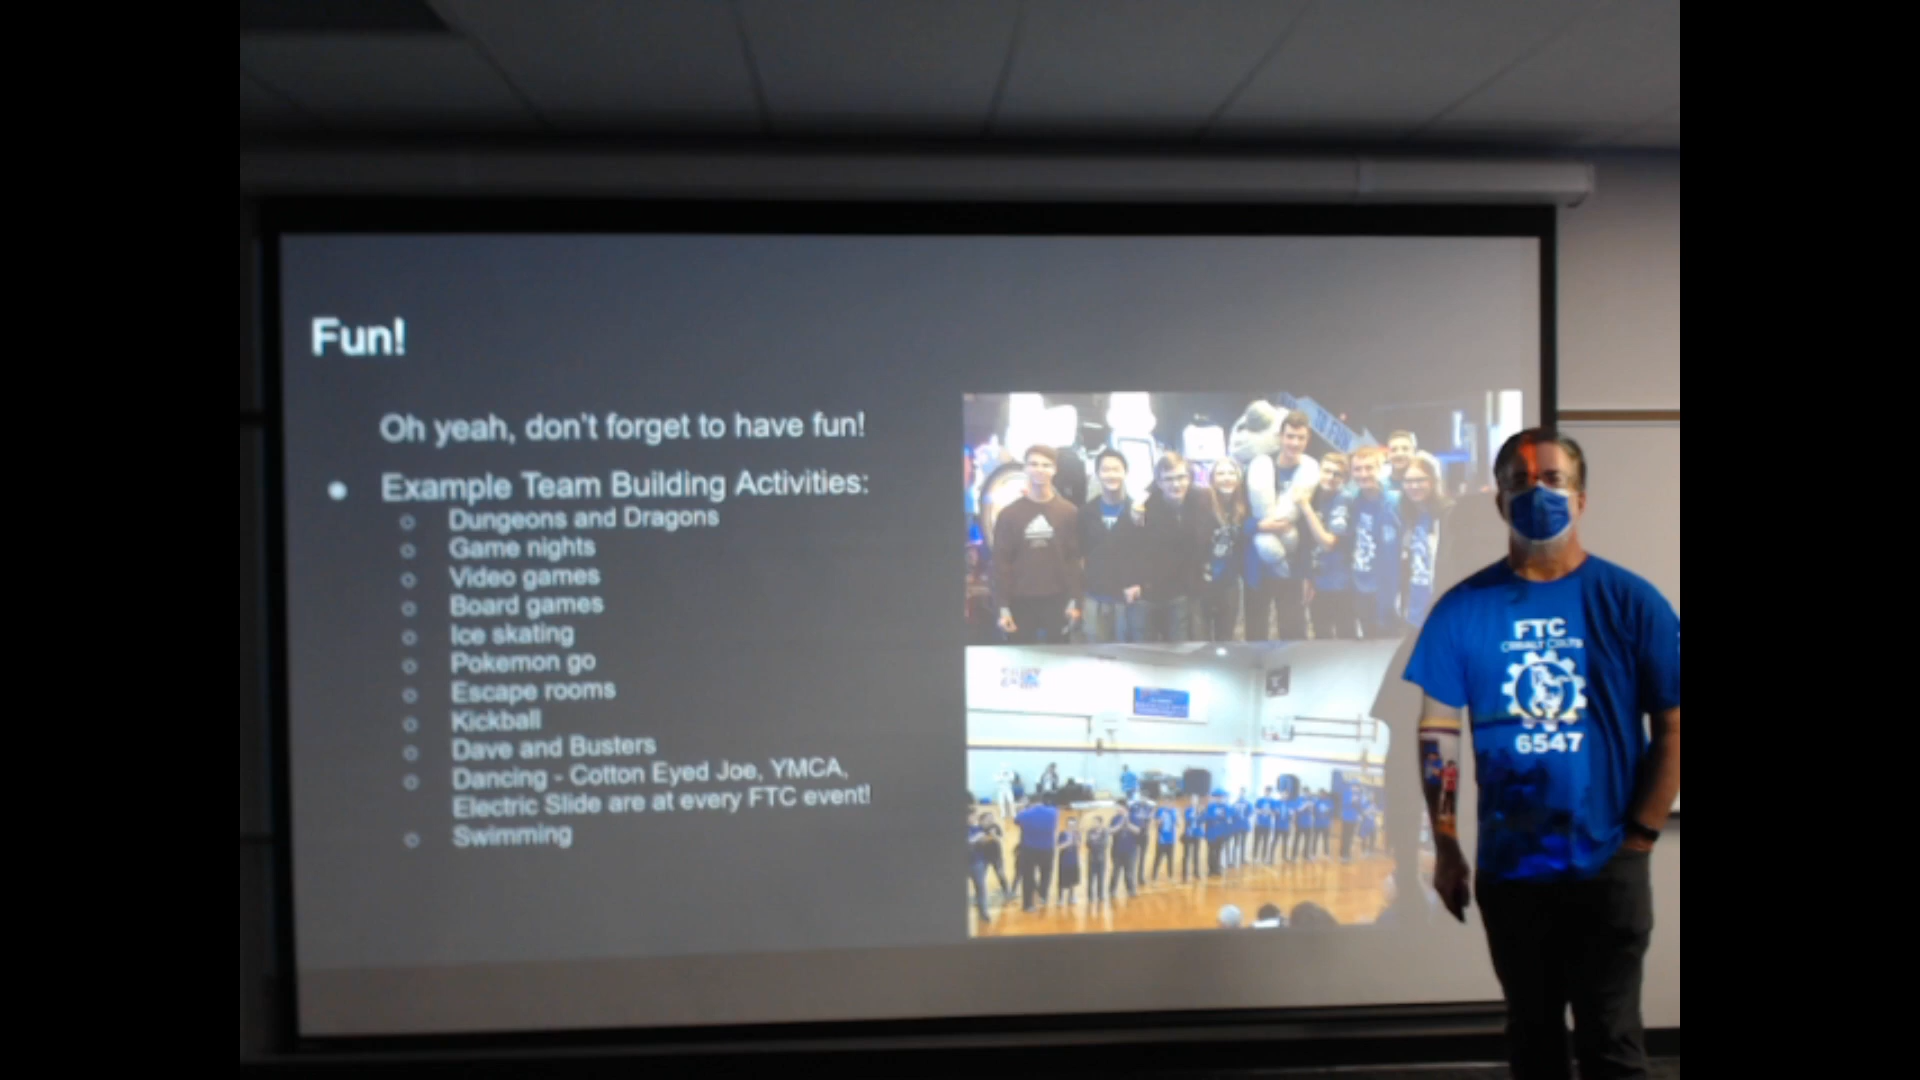 Fun!
Oh yeah, don't forget to have fun!
Example Team Building Activities:
Dungeons and Dragons
Game nights
Video games
Board games
Ice skating
Pokemon go
Escape rooms
Kickball
Dave and Busters
Dancing - Cotton Eyed Joe, YMCA,
Electric Slide are at every FTC event!
Swimming
FTC
COBALT COLTS
6547